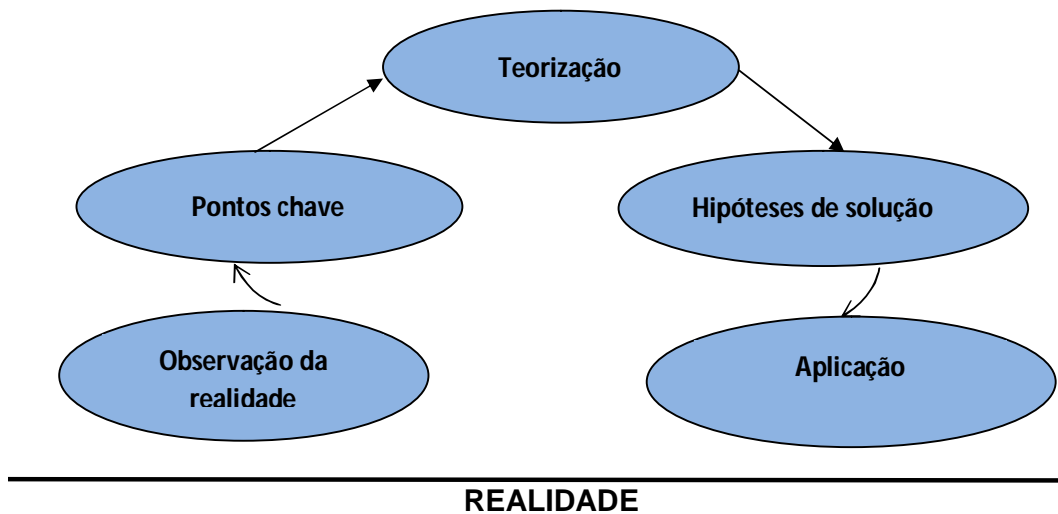 Teorização
Pontos chave
Hipóteses de solução
Observação da
realidade
Aplicação
REALIDADE